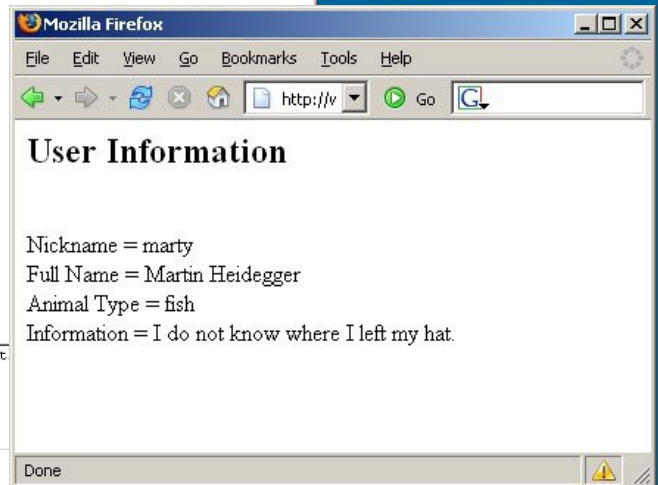 Mozilla Firefox
File Edit View Go Bookmarks Tools Help
http://v Go G
User Information
Nickname = marty
Full Name = Martin Heidegger
Animal Type = fish
Information = I do not know where I left my hat.
t.
Done